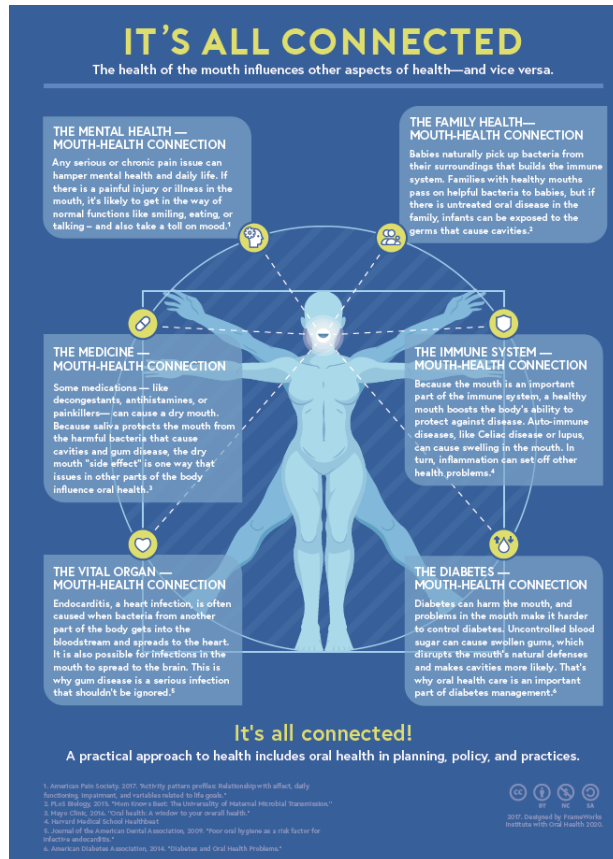 IT'S ALL CONNECTED
The health of the mouth influences other aspects of health—and vice versa.
THE MENTAL HEALTH —
MOUTH-HEALTH CONNECTION
Any serious or chronic pain issue can
hamper mental health and daily life. If
there is a painful injury or illness in the
mouth, it's likely to get in the way of
normal functions like smiling, eating, or
talking – and also take a toll on mood.¹
THE FAMILY HEALTH—
MOUTH-HEALTH CONNECTION
Babies naturally pick up bacteria from
their surroundings that builds the immune
system. Families with healthy mouths
pass on helpful bacteria to babies, but if
there is untreated oral disease in the
family, infants can be exposed to the
germs that cause cavities.²
THE MEDICINE —
MOUTH-HEALTH CONNECTION
Some medications — like
decongestants, antihistamines, or
painkillers— can cause a dry mouth.
Because saliva protects the mouth from
the harmful bacteria that cause
cavities and gum disease, the dry
mouth "side effect" is one way that
issues in other parts of the body
influence oral health.³
THE IMMUNE SYSTEM —
MOUTH-HEALTH CONNECTION
Because the mouth is an important
part of the immune system, a healthy
mouth boosts the body's ability to
protect against disease. Auto-immune
diseases, like Celiac disease or lupus,
can cause swelling in the mouth. In
turn, inflammation can set off other
health problems.⁴
THE VITAL ORGAN —
MOUTH-HEALTH CONNECTION
Endocarditis, a heart infection, is often
caused when bacteria from another
part of the body gets into the
bloodstream and spreads to the heart.
It is also possible for infections in the
mouth to spread to the brain. This is
why gum disease is a serious infection
that shouldn't be ignored.⁵
THE DIABETES —
MOUTH-HEALTH CONNECTION
Diabetes can harm the mouth, and
problems in the mouth make it harder
to control diabetes. Uncontrolled blood
sugar can cause swollen gums, which
disrupts the mouth's natural defenses
and makes cavities more likely. That's
why oral health care is an important
part of diabetes management.⁶
It's all connected!
A practical approach to health includes oral health in planning, policy, and practices.
1. American Pain Society, 2017. "Activity pattern profiles: Relationship with affect, daily
functioning, impairment, and variables related to life goals."
2. PLoS Biology, 2013. "Mom Knows Best: The Universality of Maternal Microbial Transmission."
3. Mayo Clinic, 2016. "Oral health: A window to your overall health."
4. Harvard Medical School Healthbeat
5. Journal of the American Dental Association, 2009. "Poor oral hygiene as a risk factor for
infective endocarditis."
6. American Diabetes Association, 2014. "Diabetes and Oral Health Problems."
CC BY NC SA
2017. Designed by FrameWorks
Institute with Oral Health 2020.